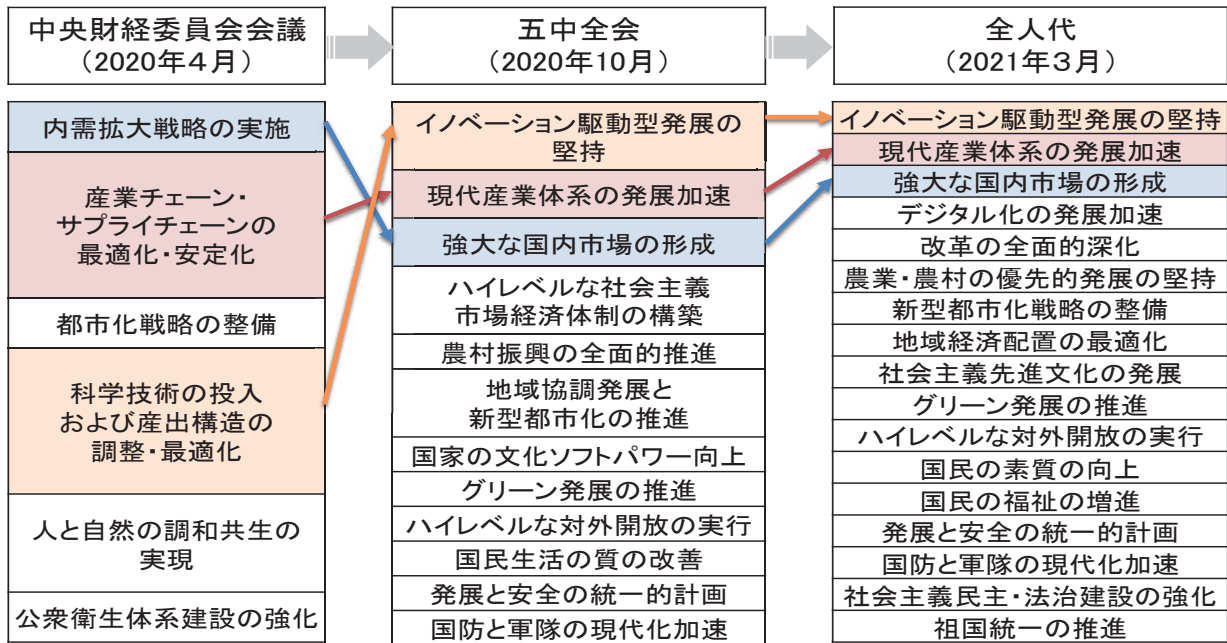 中央財経委員会会議
（2020年４月）
五中全会
（2020年10月）
全人代
（2021年３月）
内需拡大戦略の実施
産業チェーン・
サプライチェーンの
最適化・安定化
都市化戦略の整備
科学技術の投入
および産出構造の
調整・最適化
人と自然の調和共生の
実現
公衆衛生体系建設の強化
イノベーション駆動型発展の
堅持
現代産業体系の発展加速
強大な国内市場の形成
ハイレベルな社会主義
市場経済体制の構築
農村振興の全面的推進
地域協調発展と
新型都市化の推進
国家の文化ソフトパワー向上
グリーン発展の推進
ハイレベルな対外開放の実行
国民生活の質の改善
発展と安全の統一的計画
国防と軍隊の現代化加速
イノベーション駆動型発展の堅持
現代産業体系の発展加速
強大な国内市場の形成
デジタル化の発展加速
改革の全面的深化
農業・農村の優先的発展の堅持
新型都市化戦略の整備
地域経済配置の最適化
社会主義先進文化の発展
グリーン発展の推進
ハイレベルな対外開放の実行
国民の素質の向上
国民の福祉の増進
発展と安全の統一的計画
国防と軍隊の現代化加速
社会主義民主・法治建設の強化
祖国統一の推進